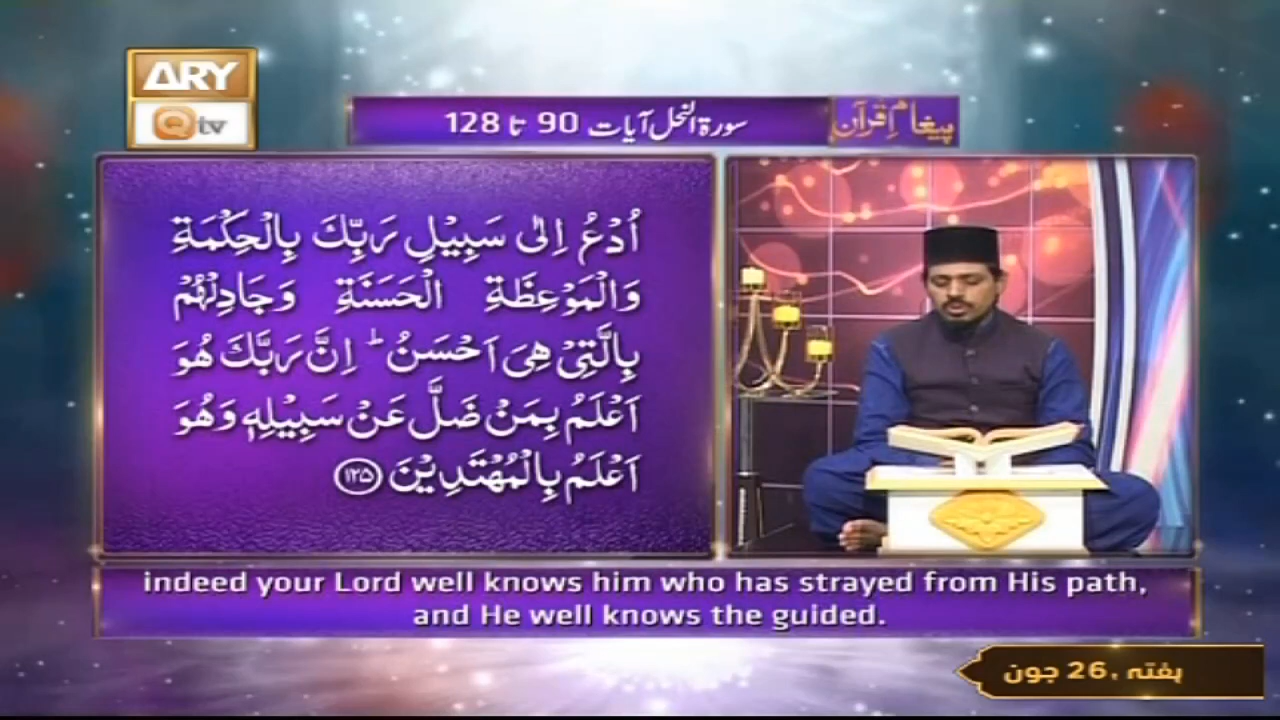 ARY
Qtv
پیغامِ قرآن
سورۃ النحل آیات 90 تا 128
اُدْعُ اِلٰی سَبِیْلِ رَبِّكَ بِالْحِكْمَةِ
وَالْمَوْعِظَةِ الْحَسَنَةِ وَجَادِلْهُمْ
بِالَّتِیْ هِیَ اَحْسَنُ ؕ اِنَّ رَبَّكَ هُوَ
اَعْلَمُ بِمَنْ ضَلَّ عَنْ سَبِیْلِهٖ وَهُوَ
اَعْلَمُ بِالْمُهْتَدِیْنَ ۱۲۵
indeed your Lord well knows him who has strayed from His path,
and He well knows the guided.
ہفتہ , 26 جون